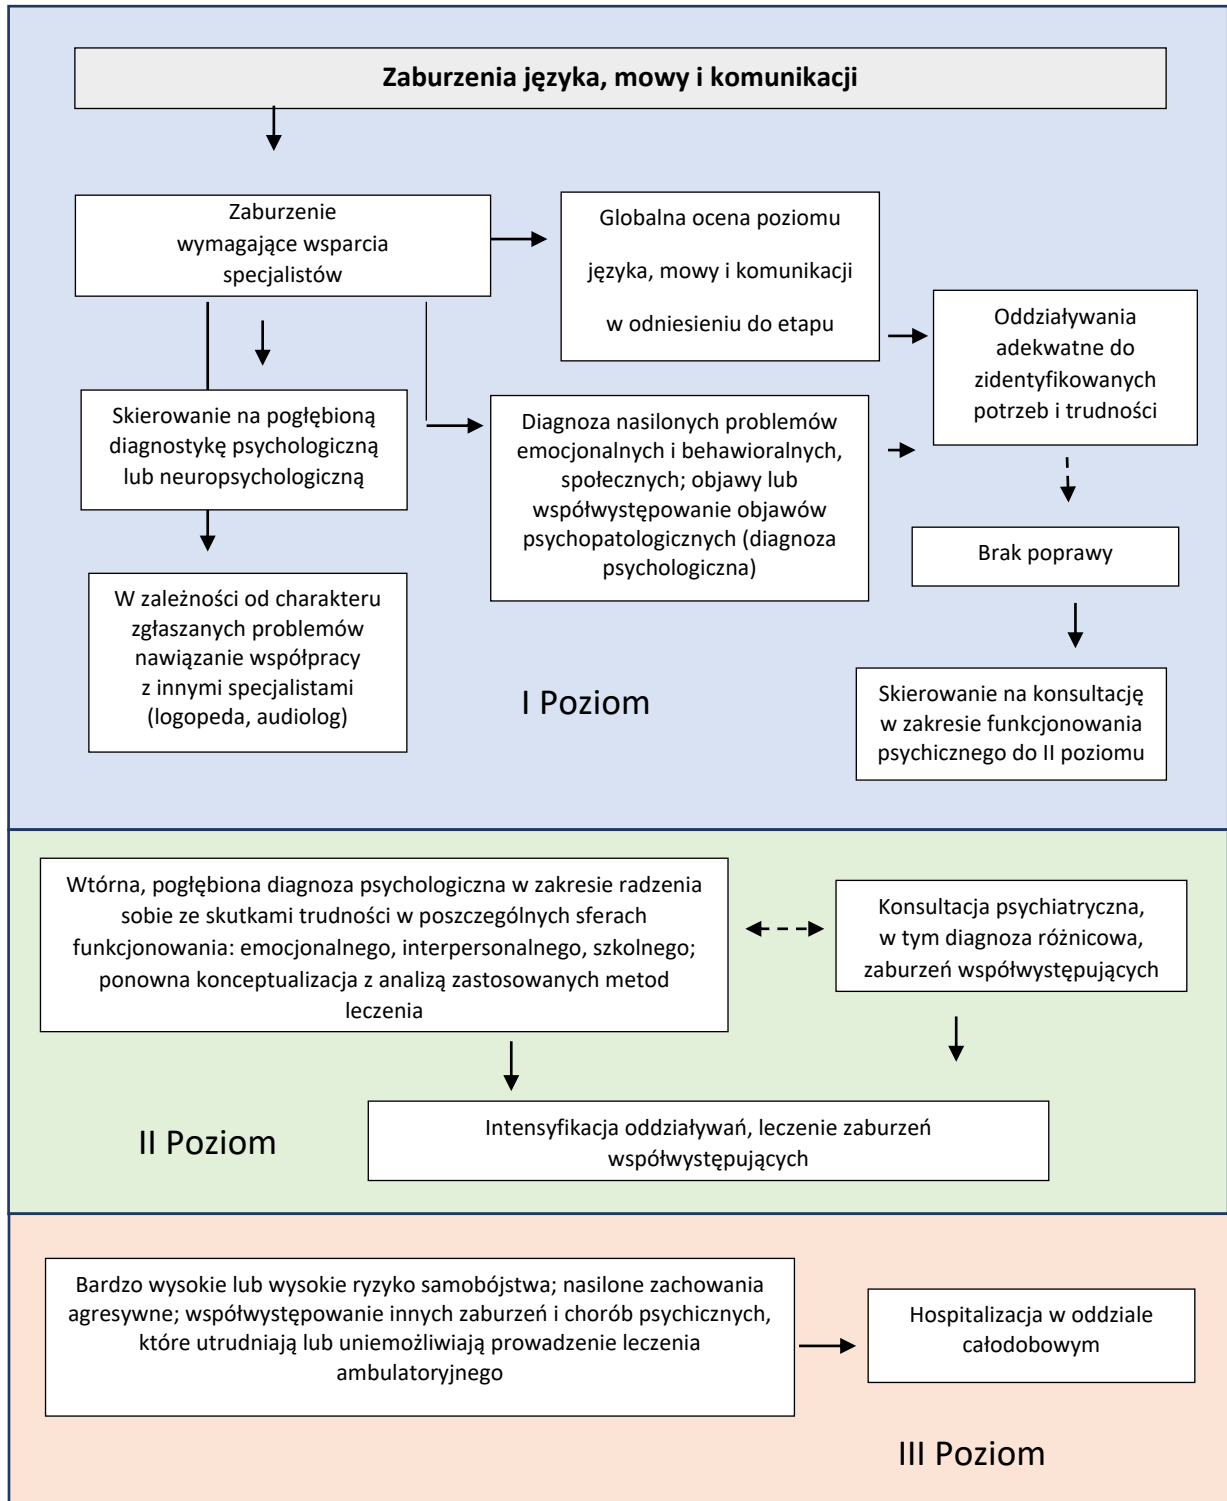 Zaburzenia języka, mowy i komunikacji
Zaburzenie
wymagające wsparcia
specjalistów
Globalna ocena poziomu
języka, mowy i komunikacji
w odniesieniu do etapu
Oddziaływania
adekwatne do
zidentyfikowanych
potrzeb i trudności
Skierowanie na pogłębioną
diagnostykę psychologiczną
lub neuropsychologiczną
Diagnoza nasilonych problemów
emocjonalnych i behawioralnych,
społecznych; objawy lub
współwystępowanie objawów
psychopatologicznych (diagnoza
psychologiczna)
Brak poprawy
W zależności od charakteru
zgłaszanych problemów
nawiązanie współpracy
z innymi specjalistami
(logopeda, audiolog)
I Poziom
Skierowanie na konsultację
w zakresie funkcjonowania
psychicznego do II poziomu
Wtórna, pogłębiona diagnoza psychologiczna w zakresie radzenia
sobie ze skutkami trudności w poszczególnych sferach
funkcjonowania: emocjonalnego, interpersonalnego, szkolnego;
ponowna konceptualizacja z analizą zastosowanych metod
leczenia
Konsultacja psychiatryczna,
w tym diagnoza różnicowa,
zaburzeń współwystępujących
II Poziom
Intensyfikacja oddziaływań, leczenie zaburzeń
współwystępujących
Bardzo wysokie lub wysokie ryzyko samobójstwa; nasilone zachowania
agresywne; współwystępowanie innych zaburzeń i chorób psychicznych,
które utrudniają lub uniemożliwiają prowadzenie leczenia
ambulatoryjnego
Hospitalizacja w oddziale
całodobowym
III Poziom